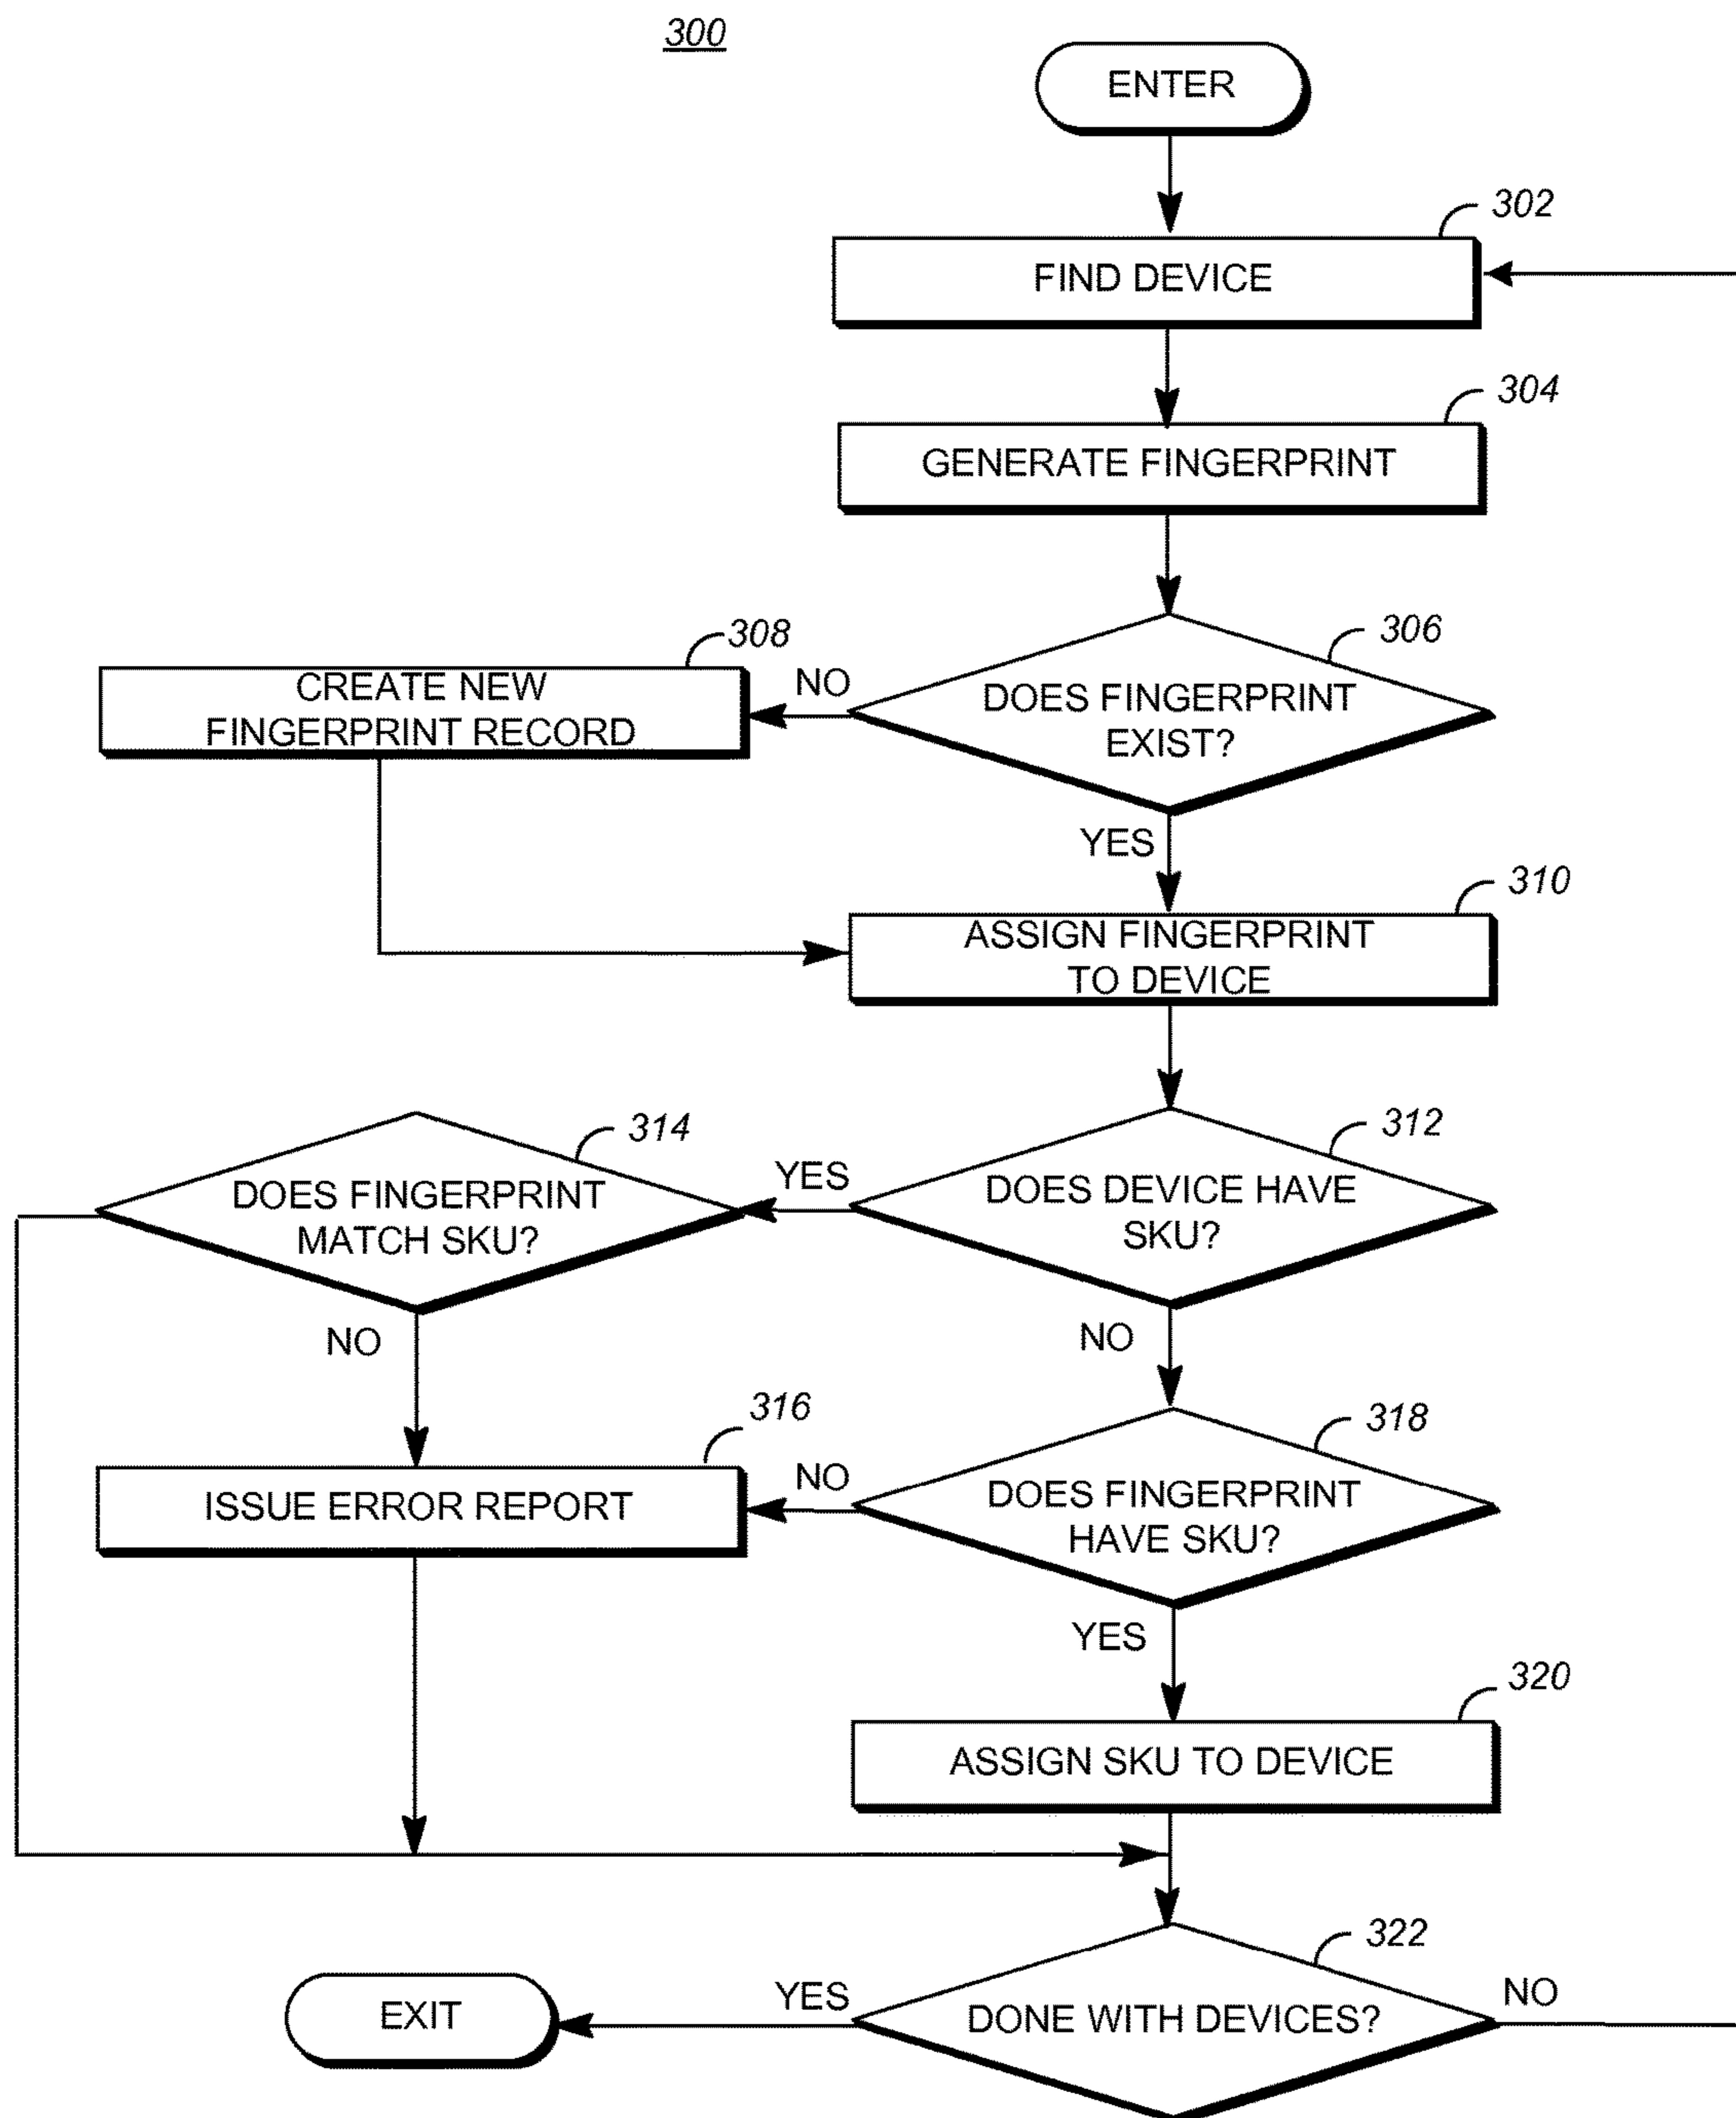 300
ENTER
302
FIND DEVICE
304
GENERATE FINGERPRINT
306
DOES FINGERPRINT
EXIST?
NO
308
CREATE NEW
FINGERPRINT RECORD
YES
310
ASSIGN FINGERPRINT
TO DEVICE
312
DOES DEVICE HAVE
SKU?
YES
314
DOES FINGERPRINT
MATCH SKU?
NO
NO
316
ISSUE ERROR REPORT
318
DOES FINGERPRINT
HAVE SKU?
NO
YES
320
ASSIGN SKU TO DEVICE
322
DONE WITH DEVICES?
YES
NO
EXIT